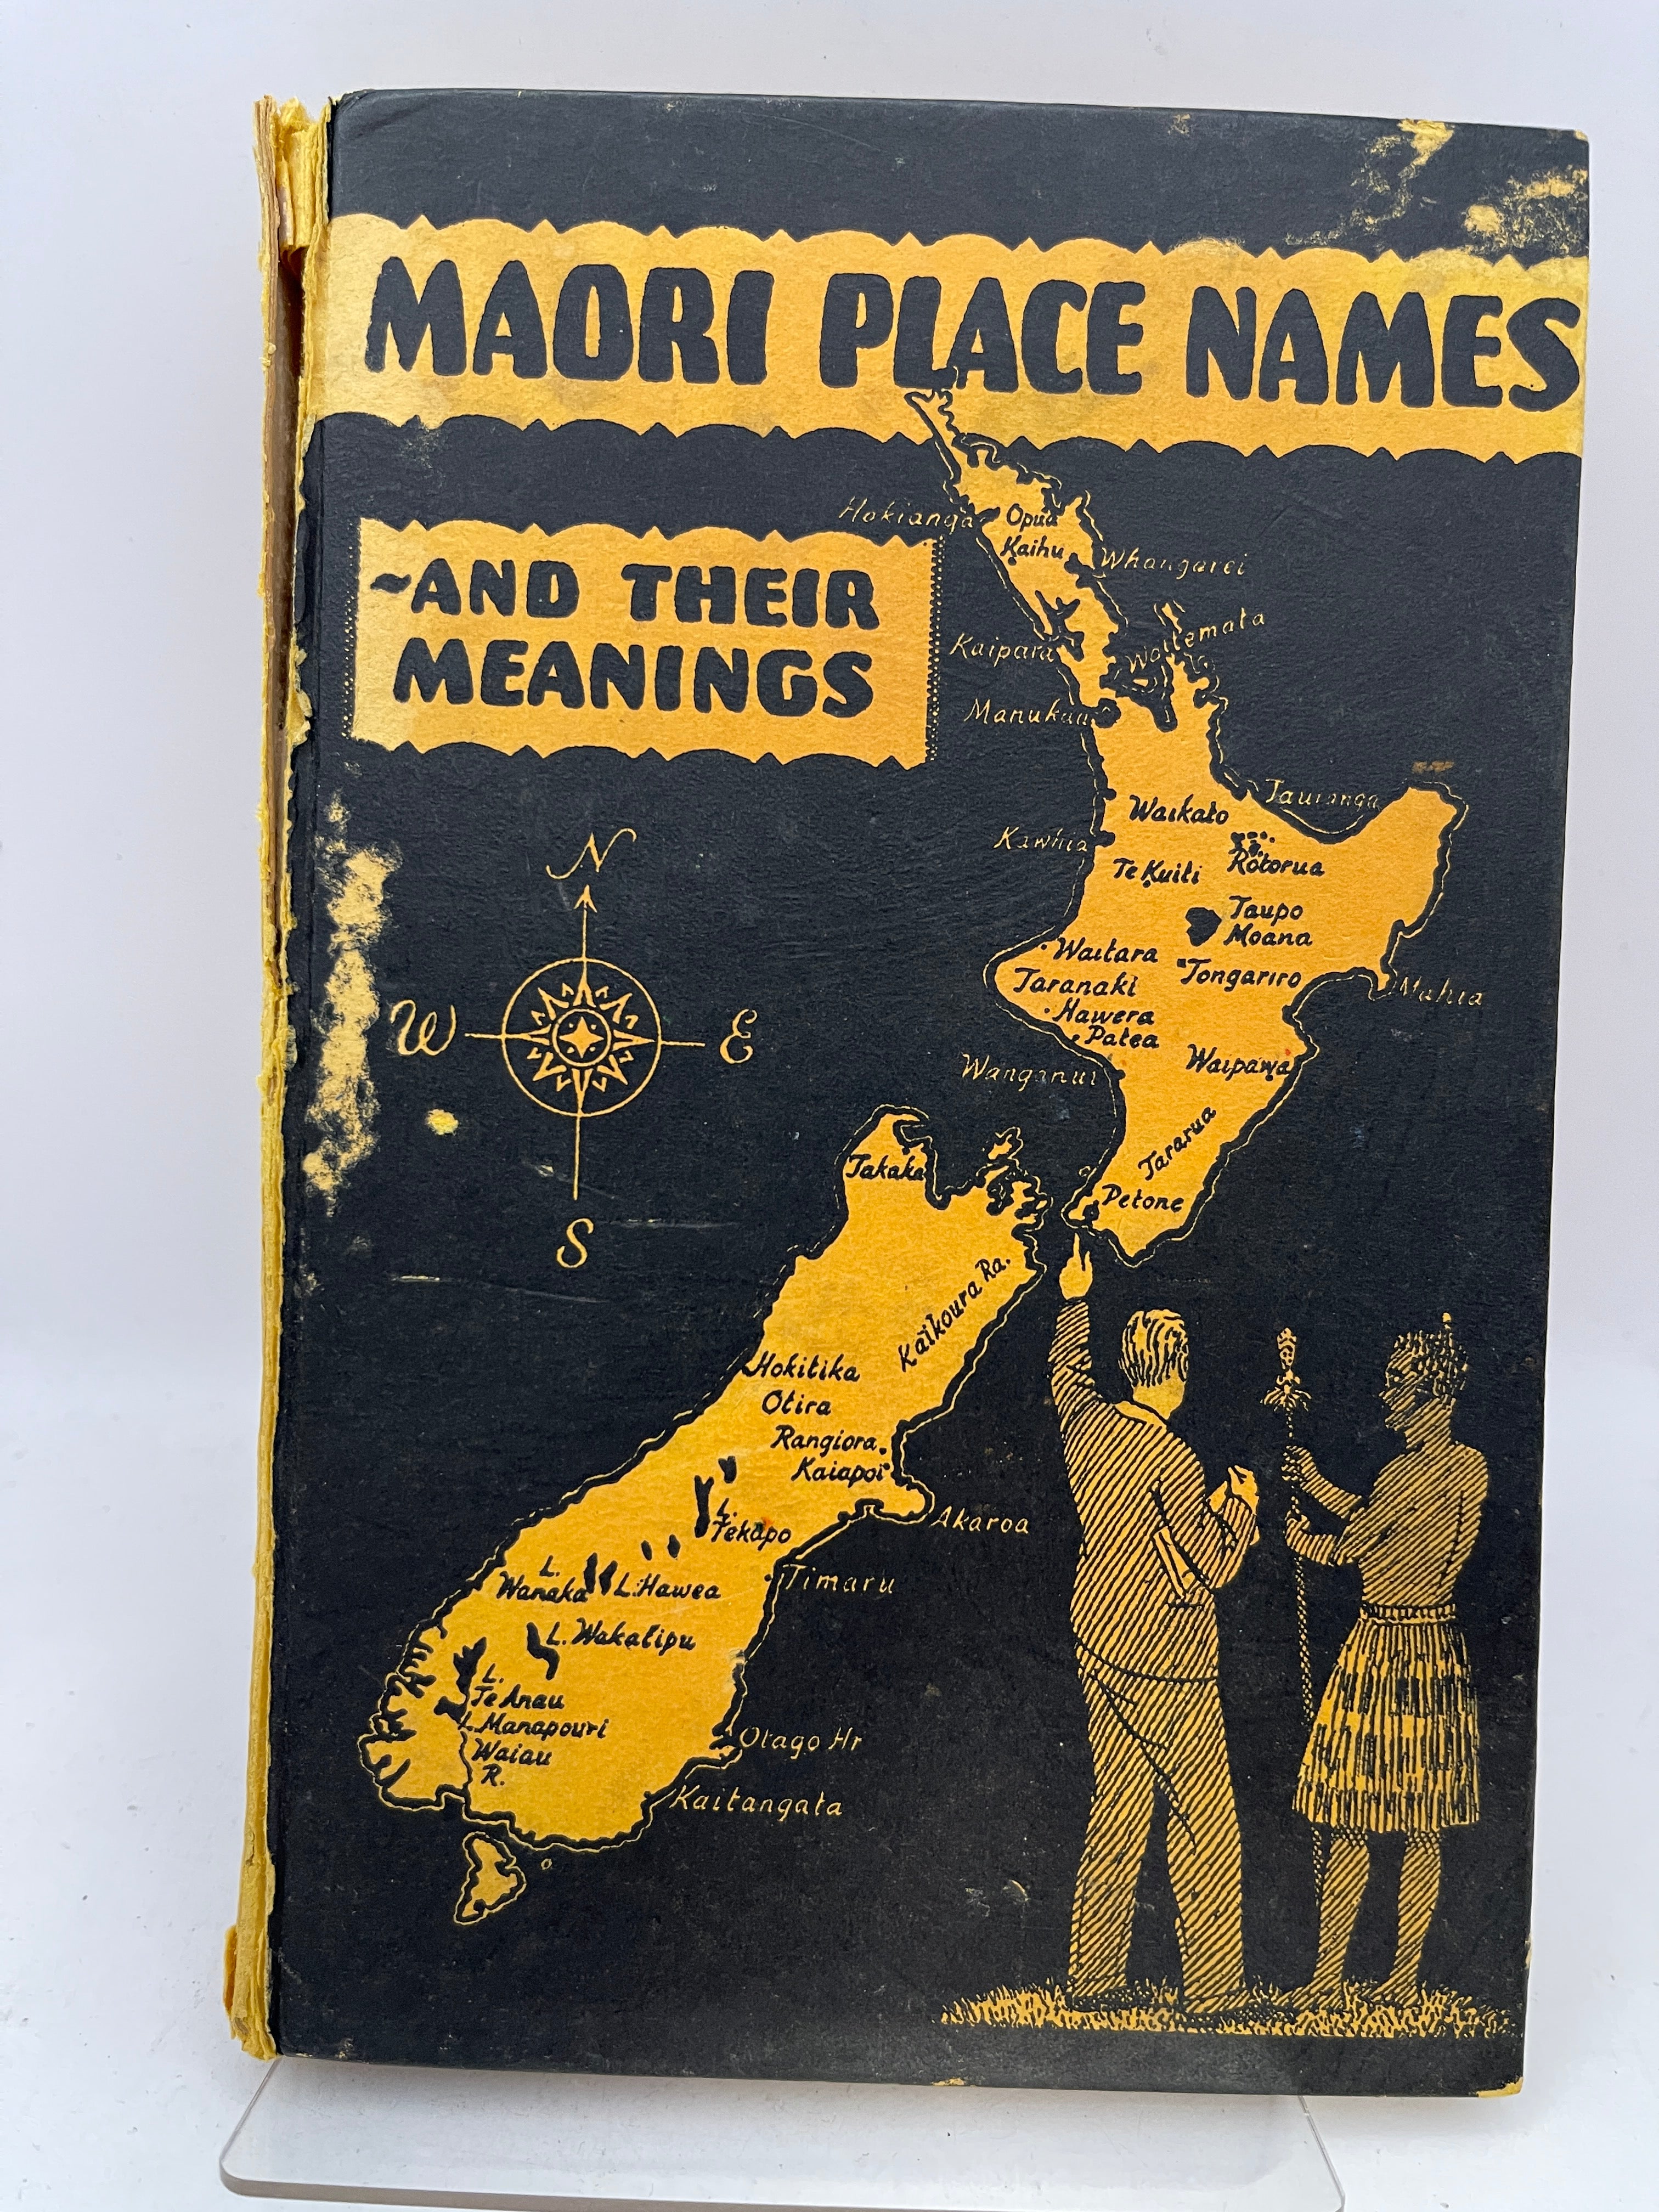 MAORI PLACE NAMES
~AND THEIR
MEANINGS
Hokianga
Opua
Kaihu
Whangarei
Kaipara
Waitemata
Manukau
Waikato
Tauranga
Kawhia
Te Kuiti
Rotorua
Taupo
Moana
Waitara
Tongariro
Taranaki
Hawera
Patea
Mahia
Wanganui
Waipawa
Tararua
Petone
N
W
E
S
Takaka
Kaikoura Ra.
Hokitika
Otira
Rangiora
Kaiapoi
Akaroa
L.
Tekapo
Timaru
L.
Wanaka
L. Hawea
L. Wakatipu
L.
Te Anau
L. Manapouri
Waiau
R.
Otago Hr
Kaitangata